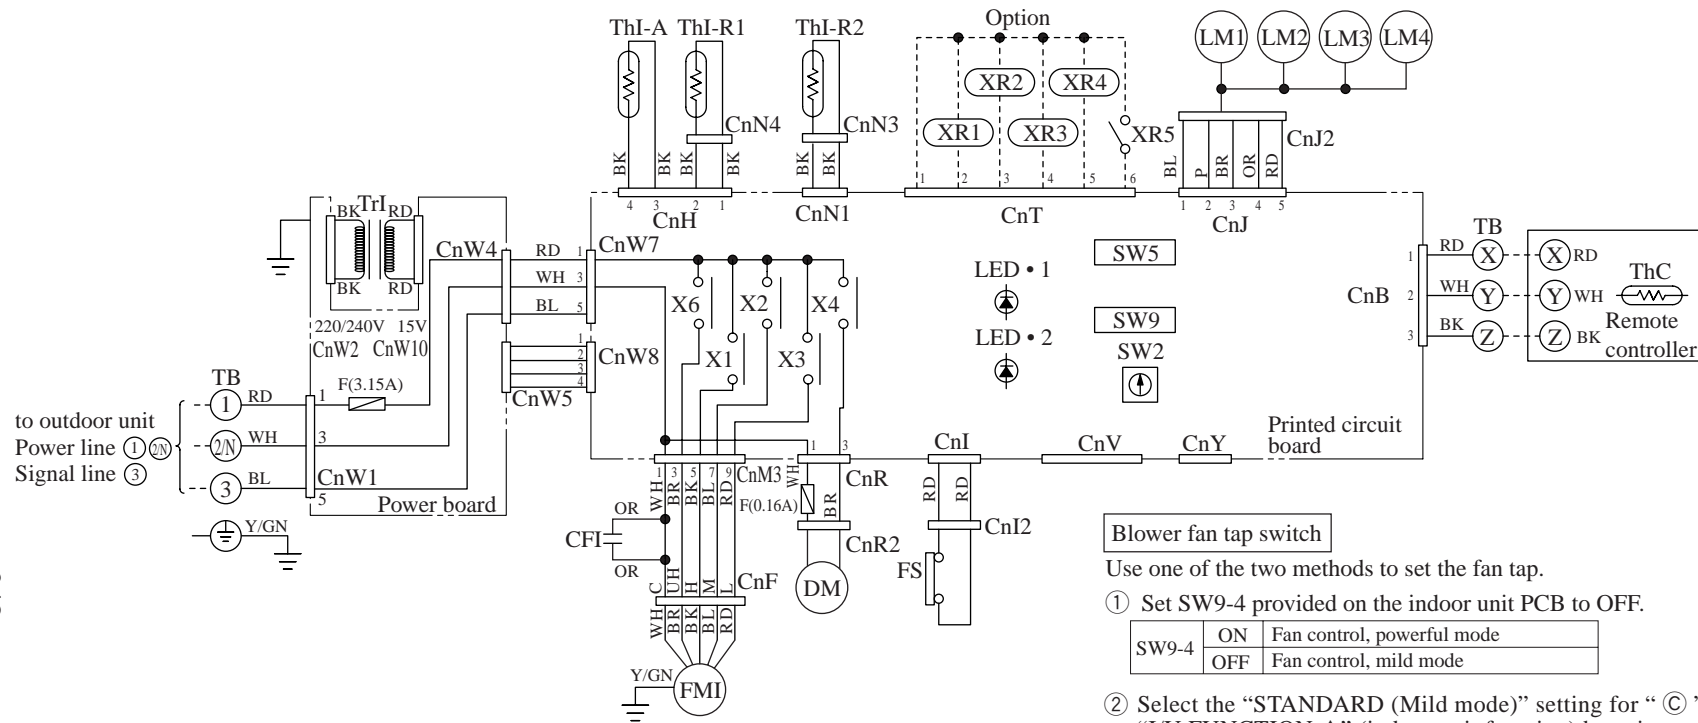 ThI-A ThI-R1 ThI-R2 Option LM1 LM2 LM3 LM4
XR2 XR4
XR1 XR3 XR5
CnN4 CnN3 CnJ2
BK BK BK BK BK BK BL P BR OR RD
4 3 2 1 1 2 3 4 5 6 1 2 3 4 5
CnH CnN1 CnT CnJ
BK TrI RD
BK RD
220/240V 15V
CnW2 CnW10
CnW4 RD 1 CnW7
WH 3
BL 5
1 CnW8
2
3
4
CnW5
X6 X2 X4
X1 X3
LED • 1
LED • 2
SW5
SW9
SW2
CnB
1 RD
2 WH
3 BK
TB
X X RD
Y Y WH
Z Z BK
ThC
Remote
controller
TB
1 RD 1 F(3.15A)
2/N WH 3
3 BL CnW1
5
Power board
Y/GN
to outdoor unit
Power line ① 2/N
Signal line ③
Printed circuit
board
1 3 5 7 9 CnM3
WH BR BK BL RD
1 3 CnR
WH F(0.16A) BR
CnR2
DM
CnI
RD RD
CnI2
FS
CnV CnY
OR
CFI
OR
C UH H M L CnF
WH BR BK BL RD
Y/GN FMI
Blower fan tap switch
Use one of the two methods to set the fan tap.
① Set SW9-4 provided on the indoor unit PCB to OFF.
SW9-4 ON Fan control, powerful mode
OFF Fan control, mild mode
② Select the “STANDARD (Mild mode)” setting for “ Ⓒ ”